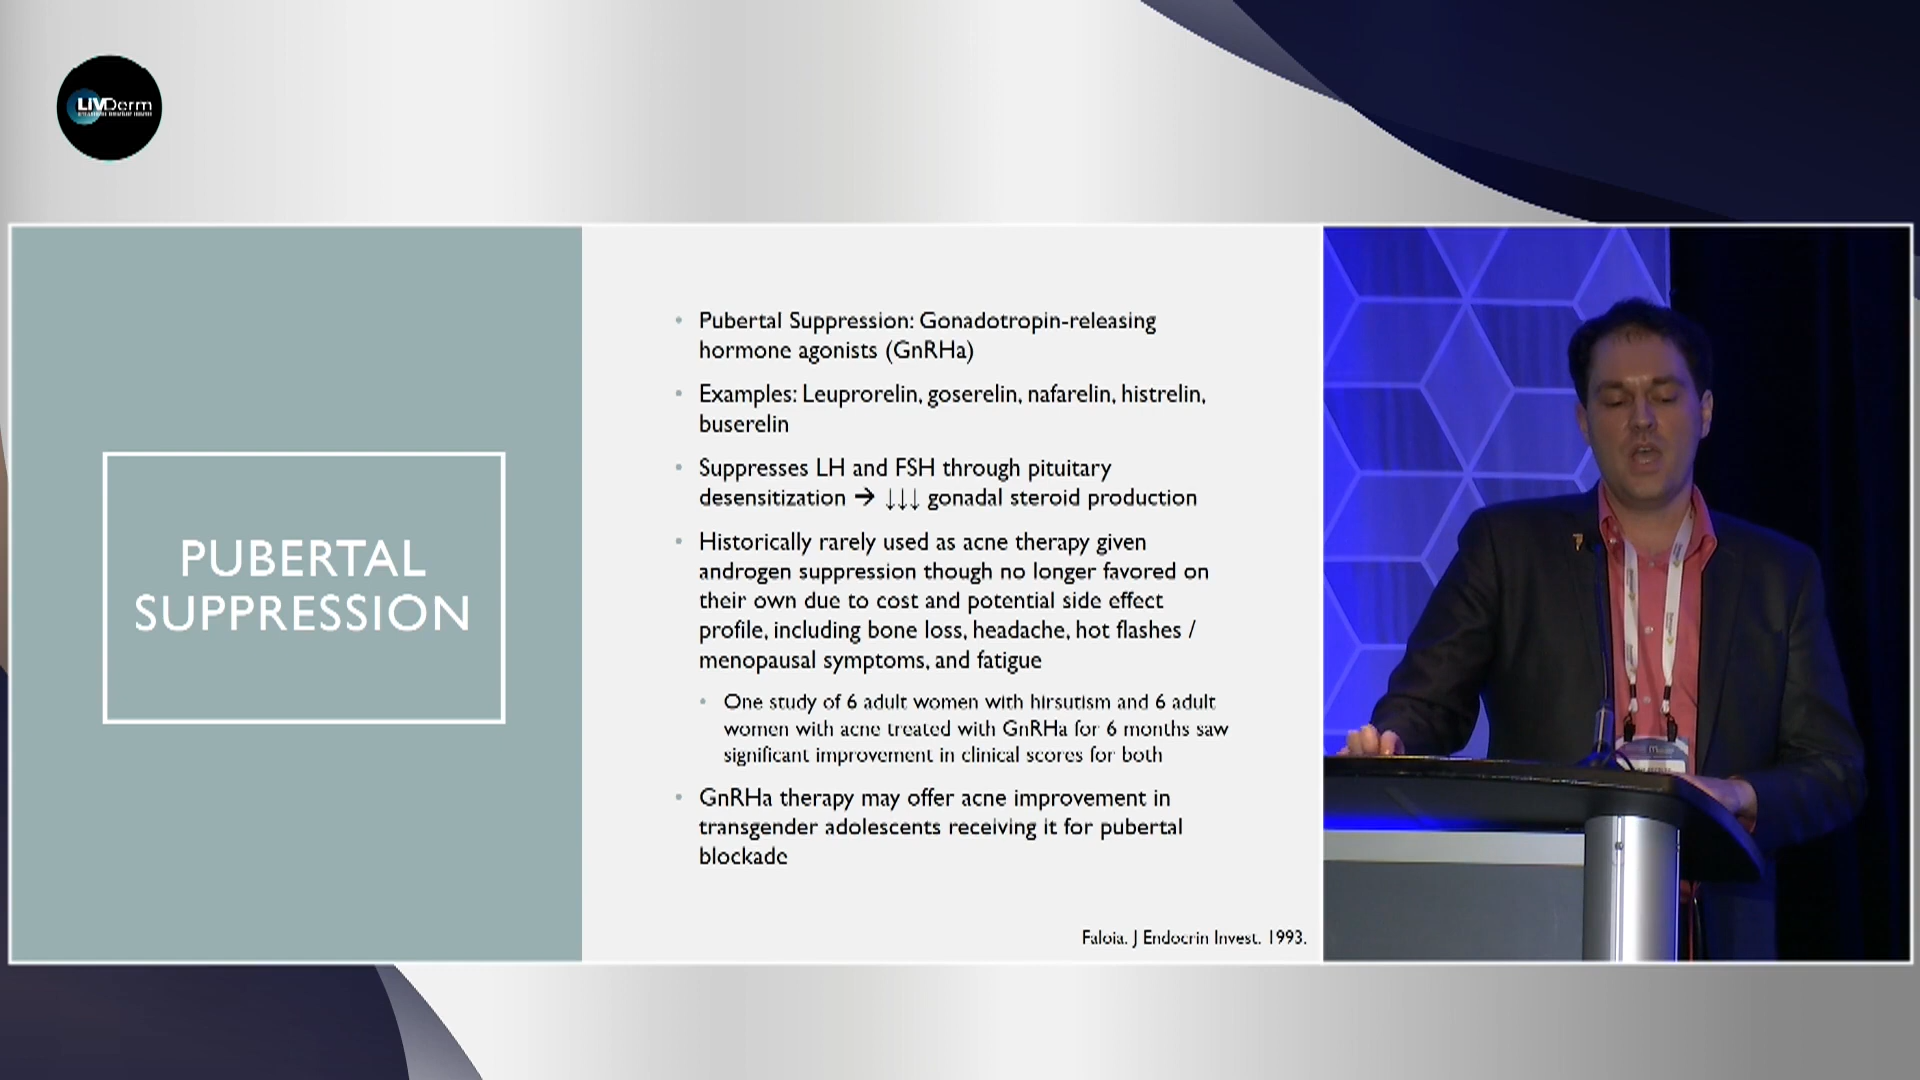 LIVDerm
PUBERTAL
SUPPRESSION
• Pubertal Suppression: Gonadotropin-releasing
hormone agonists (GnRHa)
• Examples: Leuprorelin, goserelin, nafarelin, histrelin,
buserelin
• Suppresses LH and FSH through pituitary
desensitization → ↓↓↓ gonadal steroid production
• Historically rarely used as acne therapy given
androgen suppression though no longer favored on
their own due to cost and potential side effect
profile, including bone loss, headache, hot flashes /
menopausal symptoms, and fatigue
• One study of 6 adult women with hirsutism and 6 adult
women with acne treated with GnRHa for 6 months saw
significant improvement in clinical scores for both
• GnRHa therapy may offer acne improvement in
transgender adolescents receiving it for pubertal
blockade
Faloia. J Endocrin Invest. 1993.